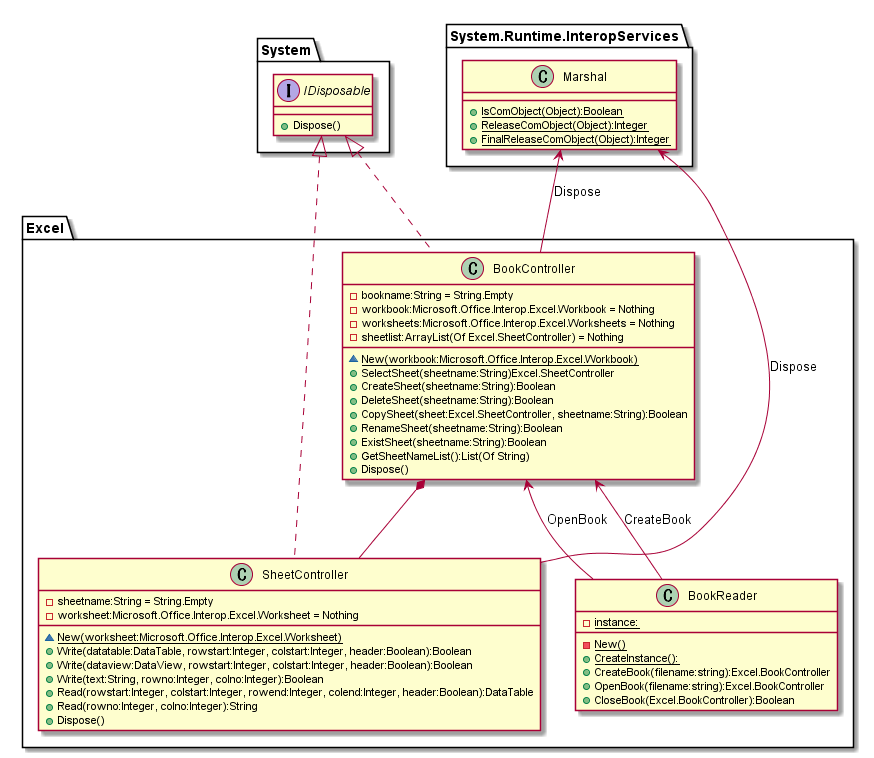 System.Runtime.InteropServices
System
C Marshal
IsComObject(Object):Boolean
ReleaseComObject(Object):Integer
FinalReleaseComObject(Object):Integer
I IDisposable
Dispose()
Dispose
Excel
C BookController
bookname:String = String.Empty
workbook:Microsoft.Office.Interop.Excel.Workbook = Nothing
worksheets:Microsoft.Office.Interop.Excel.Worksheets = Nothing
sheetlist:ArrayList(Of Excel.SheetController) = Nothing
New(workbook:Microsoft.Office.Interop.Excel.Workbook)
SelectSheet(sheetname:String)Excel.SheetController
CreateSheet(sheetname:String):Boolean
DeleteSheet(sheetname:String):Boolean
CopySheet(sheet:Excel.SheetController, sheetname:String):Boolean
RenameSheet(sheetname:String):Boolean
ExistSheet(sheetname:String):Boolean
GetSheetNameList():List(Of String)
Dispose()
Dispose
OpenBook
CreateBook
C SheetController
sheetname:String = String.Empty
worksheet:Microsoft.Office.Interop.Excel.Worksheet = Nothing
New(worksheet:Microsoft.Office.Interop.Excel.Worksheet)
Write(datatable:DataTable, rowstart:Integer, colstart:Integer, header:Boolean):Boolean
Write(dataview:DataView, rowstart:Integer, colstart:Integer, header:Boolean):Boolean
Write(text:String, rowno:Integer, colno:Integer):Boolean
Read(rowstart:Integer, colstart:Integer, rowend:Integer, colend:Integer, header:Boolean):DataTable
Read(rowno:Integer, colno:Integer):String
Dispose()
C BookReader
instance:
New()
CreateInstance():
CreateBook(filename:string):Excel.BookController
OpenBook(filename:string):Excel.BookController
CloseBook(Excel.BookController):Boolean